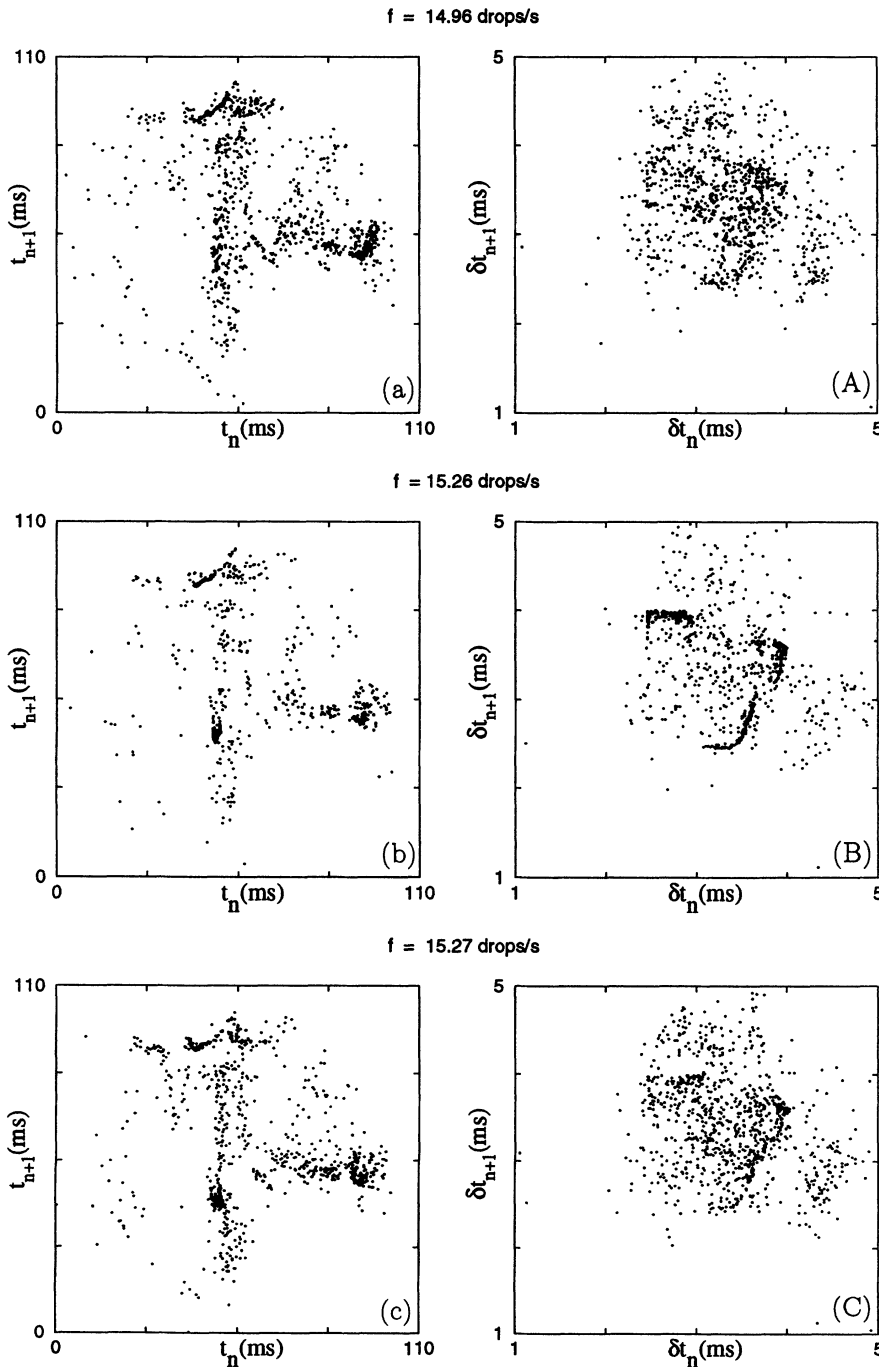 f = 14.96 drops/s
110
t_{n+1}(ms)
0
0
t_n(ms)
110
(a)
5
δt_{n+1}(ms)
1
1
δt_n(ms)
5
(A)
f = 15.26 drops/s
110
t_{n+1}(ms)
0
0
t_n(ms)
110
(b)
5
δt_{n+1}(ms)
1
1
δt_n(ms)
5
(B)
f = 15.27 drops/s
110
t_{n+1}(ms)
0
0
t_n(ms)
110
(c)
5
δt_{n+1}(ms)
1
1
δt_n(ms)
5
(C)